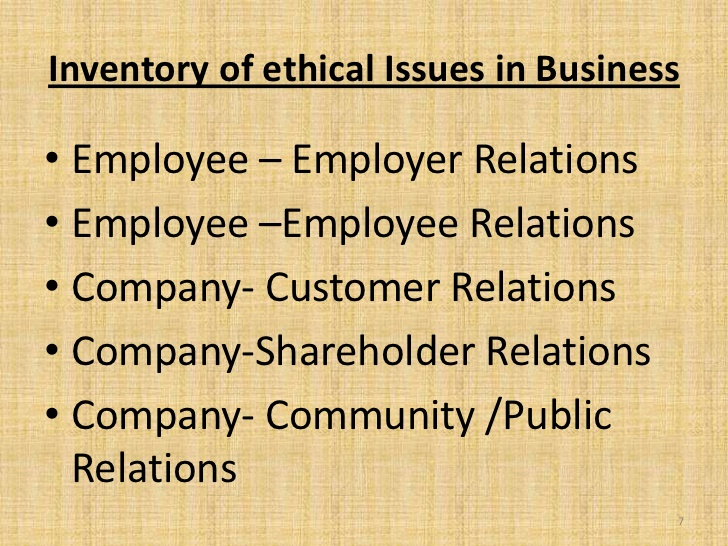 Inventory of ethical Issues in Business
• Employee – Employer Relations
• Employee –Employee Relations
• Company- Customer Relations
• Company-Shareholder Relations
• Company- Community /Public
Relations
7